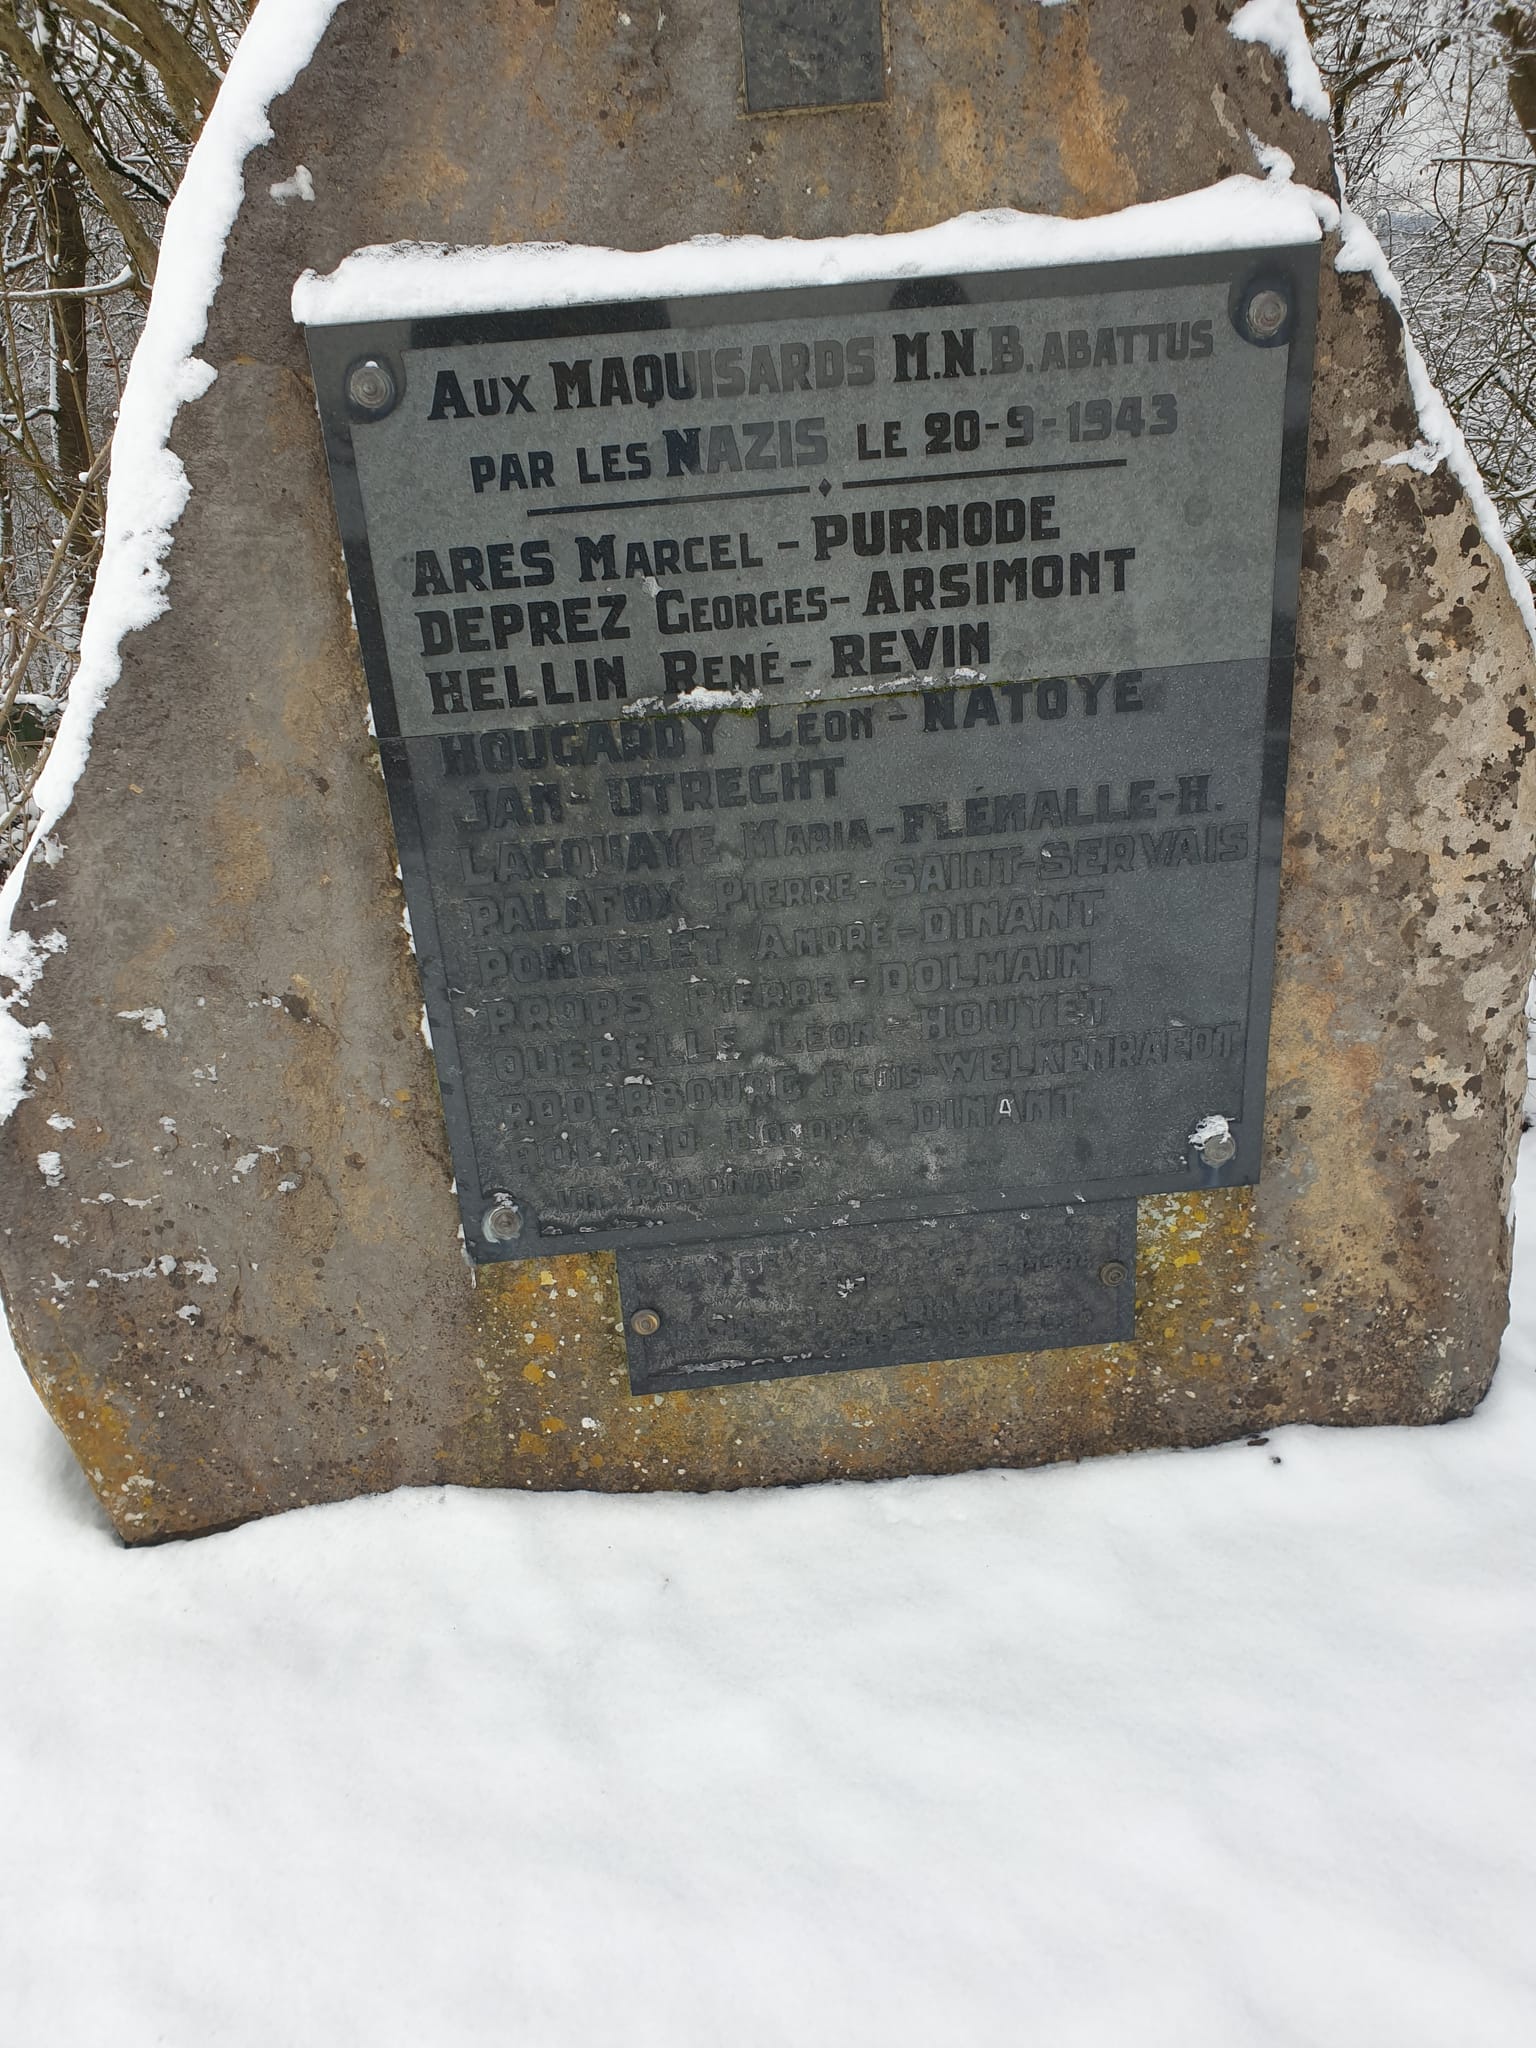 AUX MAQUISARDS M.N.B. ABATTUS
PAR LES NAZIS LE 20-9-1943
ARES MARCEL - PURNODE
DEPREZ GEORGES - ARSIMONT
HELLIN RENÉ - REVIN
HOUGARDY LEON - NATOYE
JAN - UTRECHT
LACQUAYE MARIA - FLÉMALLE-H.
PALAFOX PIERRE - SAINT-SERVAIS
PONCELET ANDRÉ - DINANT
PROPS PIERRE - DOLHAIN
QUERELLE LEON - HOUYET
RODERBOURG FCOIS - WELKENRAEDT
ROLAND HONORÉ - DINANT
UN POLONAIS